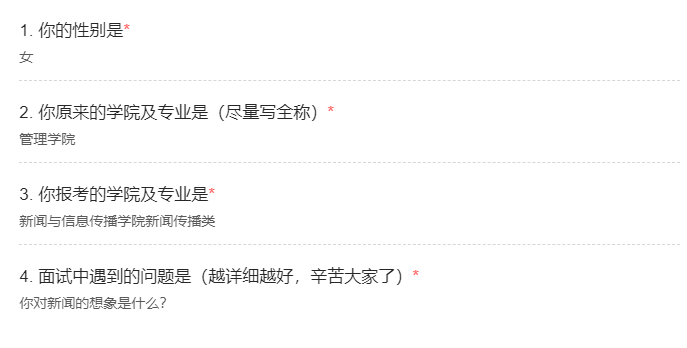 1. 你的性别是*
女
2. 你原来的学院及专业是（尽量写全称）*
管理学院
3. 你报考的学院及专业是*
新闻与信息传播学院新闻传播类
4. 面试中遇到的问题是（越详细越好，辛苦大家了）*
你对新闻的想象是什么？